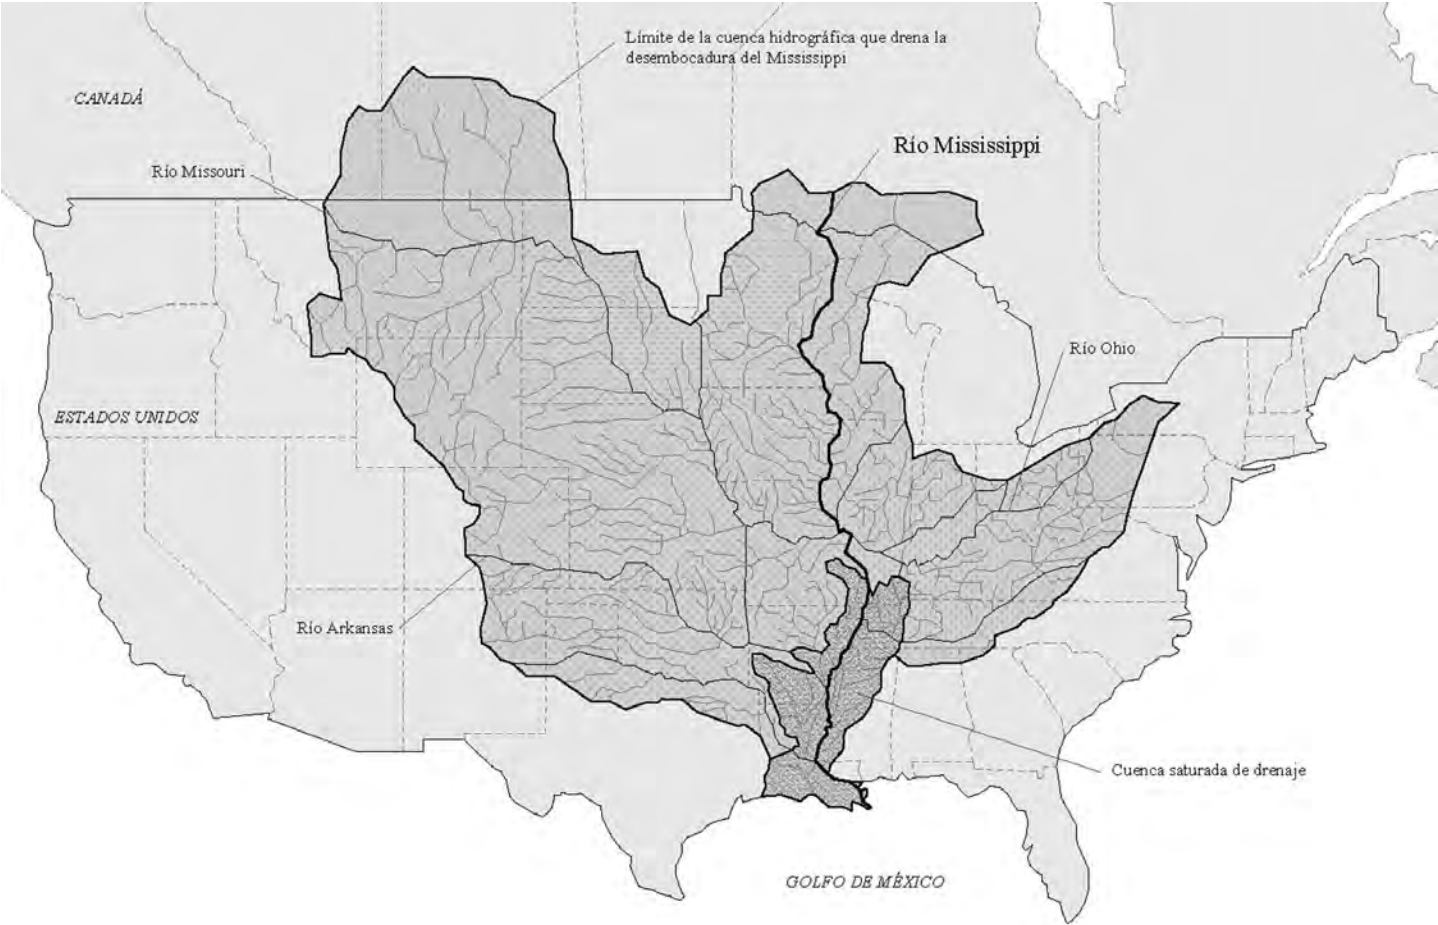 Límite de la cuenca hidrográfica que drena la
desembocadura del Mississippi
CANADÁ
Río Mississippi
Río Missouri
Río Ohio
ESTADOS UNIDOS
Río Arkansas
Cuenca saturada de drenaje
GOLFO DE MÉXICO